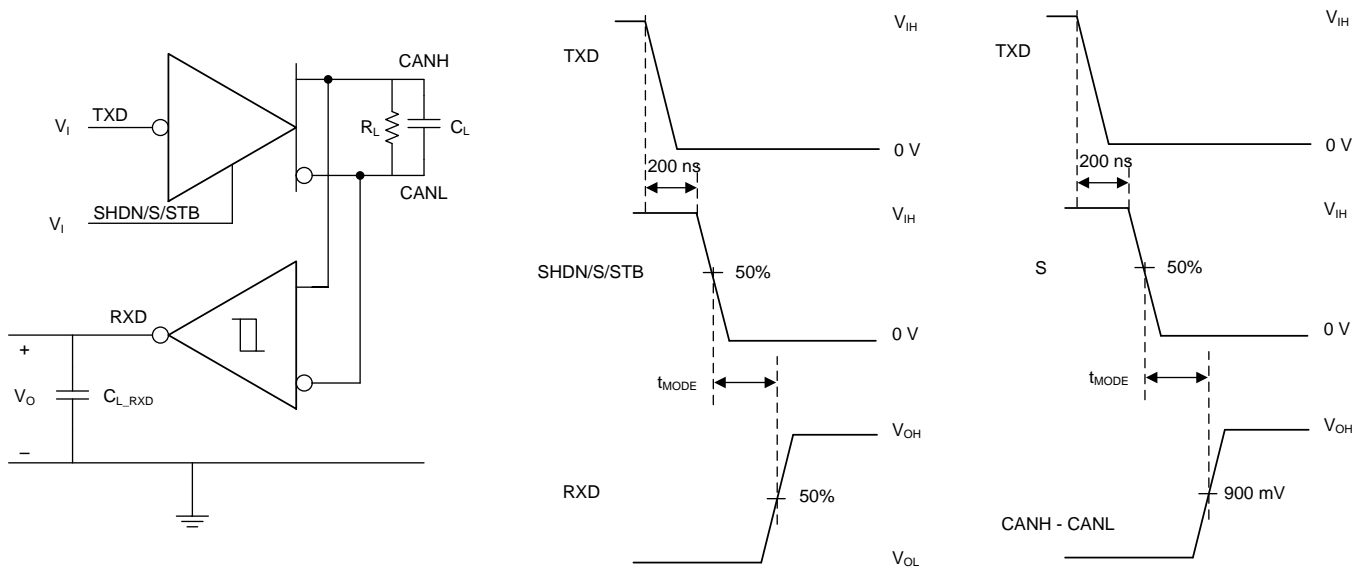 CANH
TXD
V_I
R_L
C_L
CANL
SHDN/S/STB
V_I
RXD
+
V_O
C_L_RXD
–
TXD
V_IH
0 V
200 ns
V_IH
SHDN/S/STB
50%
0 V
t_MODE
V_OH
RXD
50%
V_OL
TXD
V_IH
0 V
200 ns
V_IH
S
50%
0 V
t_MODE
V_OH
900 mV
CANH - CANL